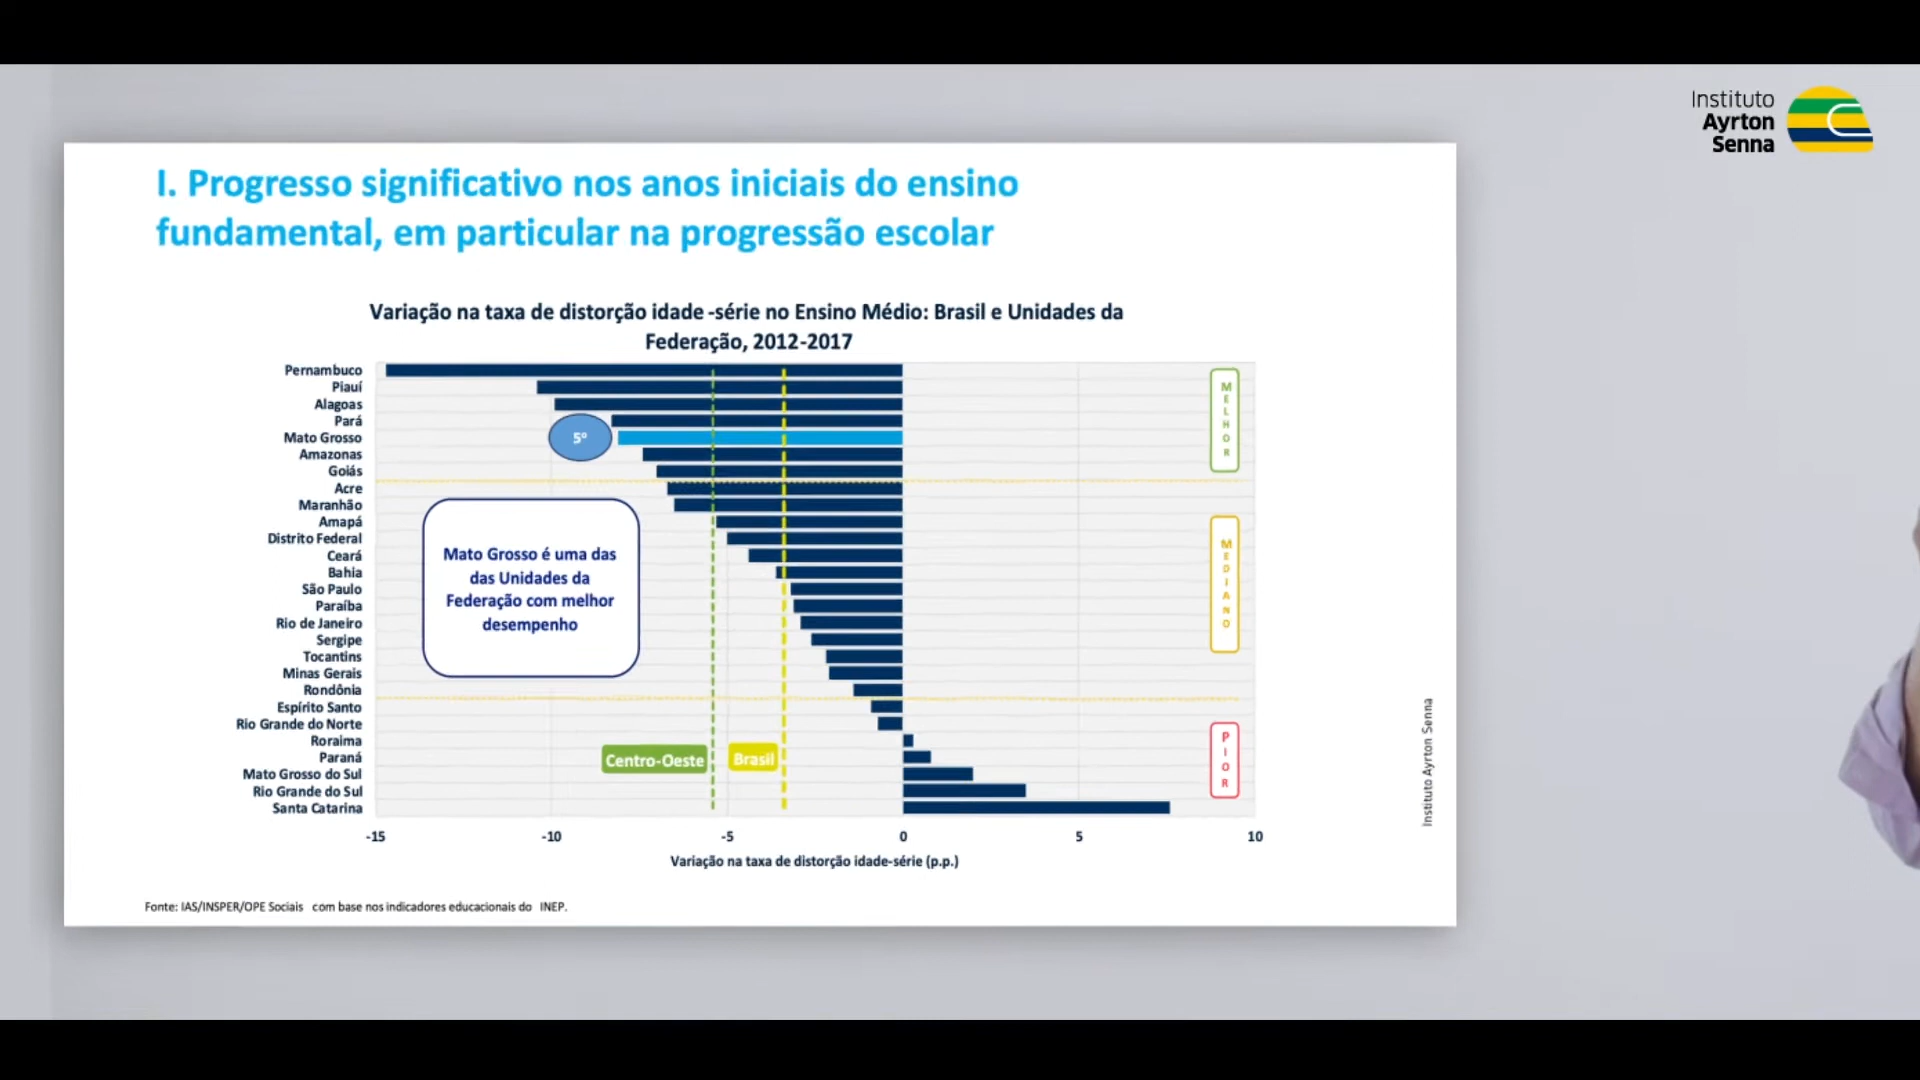 Instituto
Ayrton
Senna
I. Progresso significativo nos anos iniciais do ensino
fundamental, em particular na progressão escolar
Variação na taxa de distorção idade -série no Ensino Médio: Brasil e Unidades da
Federação, 2012-2017
Pernambuco
Piauí
Alagoas
Pará
Mato Grosso
Amazonas
Goiás
Acre
Maranhão
Amapá
Distrito Federal
Ceará
Bahia
São Paulo
Paraíba
Rio de Janeiro
Sergipe
Tocantins
Minas Gerais
Rondônia
Espírito Santo
Rio Grande do Norte
Roraima
Paraná
Mato Grosso do Sul
Rio Grande do Sul
Santa Catarina
5º
Mato Grosso é uma das
das Unidades da
Federação com melhor
desempenho
Centro-Oeste
Brasil
MELHOR
MEDIANO
PIOR
-15 -10 -5 0 5 10
Variação na taxa de distorção idade-série (p.p.)
Instituto Ayrton Senna
Fonte: IAS/INSPER/OPE Sociais com base nos indicadores educacionais do INEP.